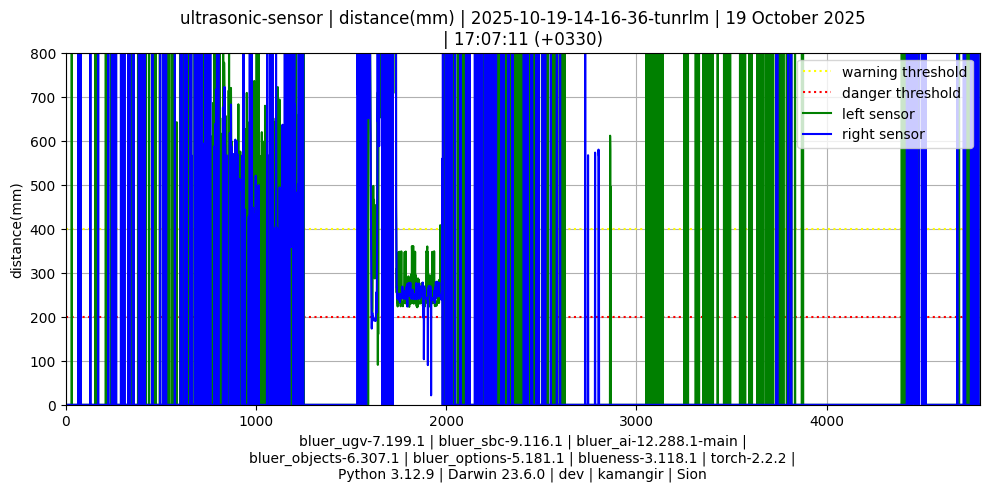 ultrasonic-sensor | distance(mm) | 2025-10-19-14-16-36-tunrlm | 19 October 2025
| 17:07:11 (+0330)
800
700
600
500
400
300
200
100
0
distance(mm)
warning threshold
danger threshold
left sensor
right sensor
0 1000 2000 3000 4000
bluer_ugv-7.199.1 | bluer_sbc-9.116.1 | bluer_ai-12.288.1-main |
bluer_objects-6.307.1 | bluer_options-5.181.1 | blueness-3.118.1 | torch-2.2.2 |
Python 3.12.9 | Darwin 23.6.0 | dev | kamangir | Sion